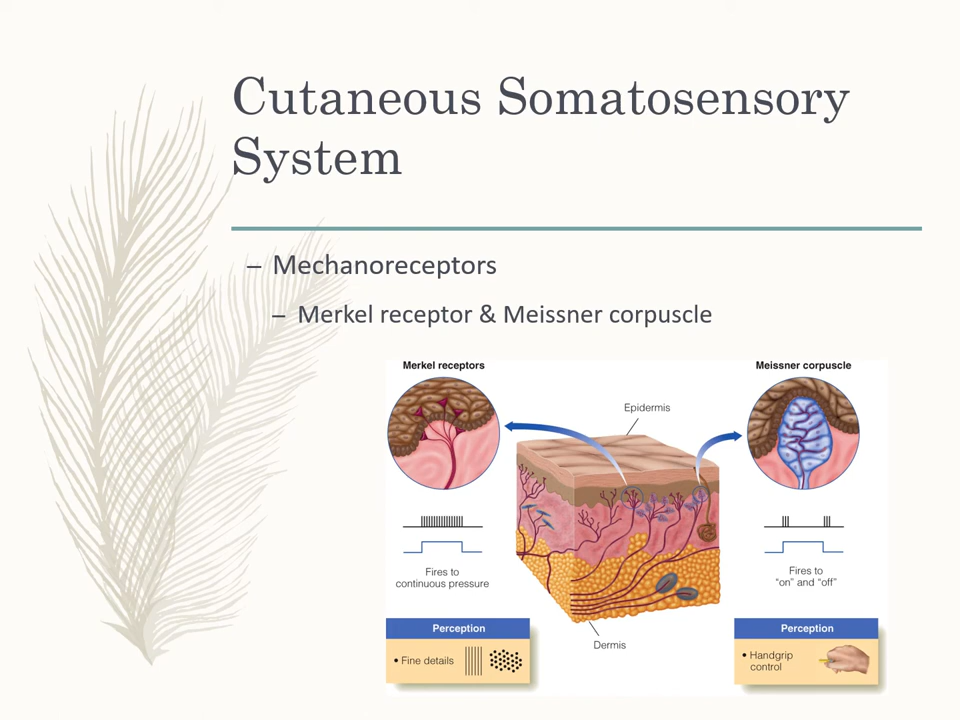 Cutaneous Somatosensory
System
– Mechanoreceptors
– Merkel receptor & Meissner corpuscle
Merkel receptors
Meissner corpuscle
Epidermis
Fires to
continuous pressure
Fires to
“on” and “off”
Perception
• Fine details
Dermis
Perception
• Handgrip
control